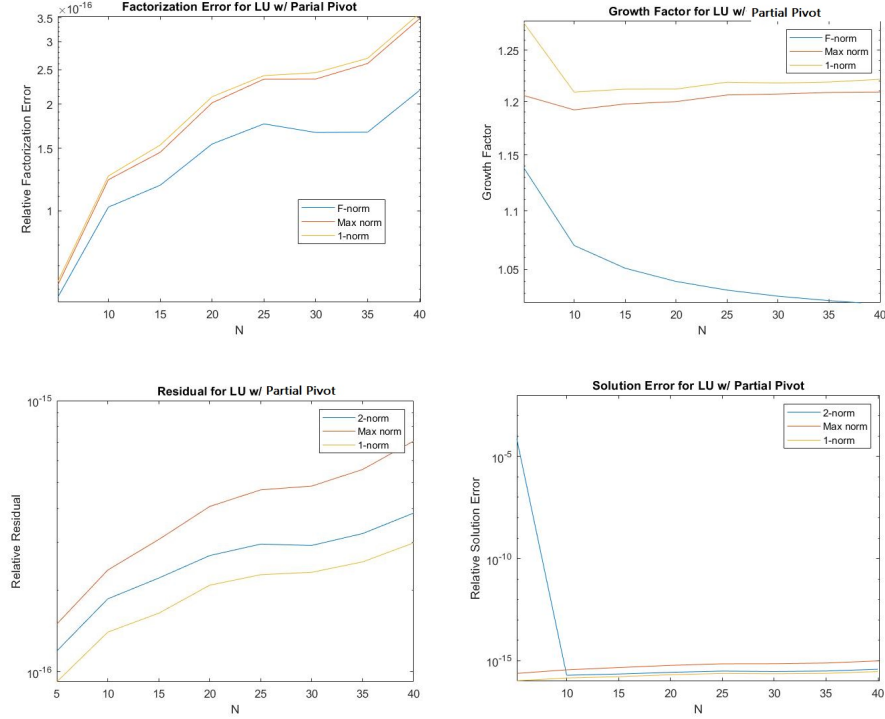 ×10⁻¹⁶
Factorization Error for LU w/ Parial Pivot
3.5
3
2.5
2
1.5
1
Relative Factorization Error
F-norm
Max norm
1-norm
10
15
20
25
30
35
40
N
Growth Factor for LU w/ Partial Pivot
1.25
1.2
1.15
1.1
1.05
Growth Factor
F-norm
Max norm
1-norm
10
15
20
25
30
35
40
N
Residual for LU w/ Partial Pivot
10⁻¹⁵
10⁻¹⁶
Relative Residual
2-norm
Max norm
1-norm
5
10
15
20
25
30
35
40
N
Solution Error for LU w/ Partial Pivot
10⁻⁵
10⁻¹⁰
10⁻¹⁵
Relative Solution Error
2-norm
Max norm
1-norm
10
15
20
25
30
35
40
N